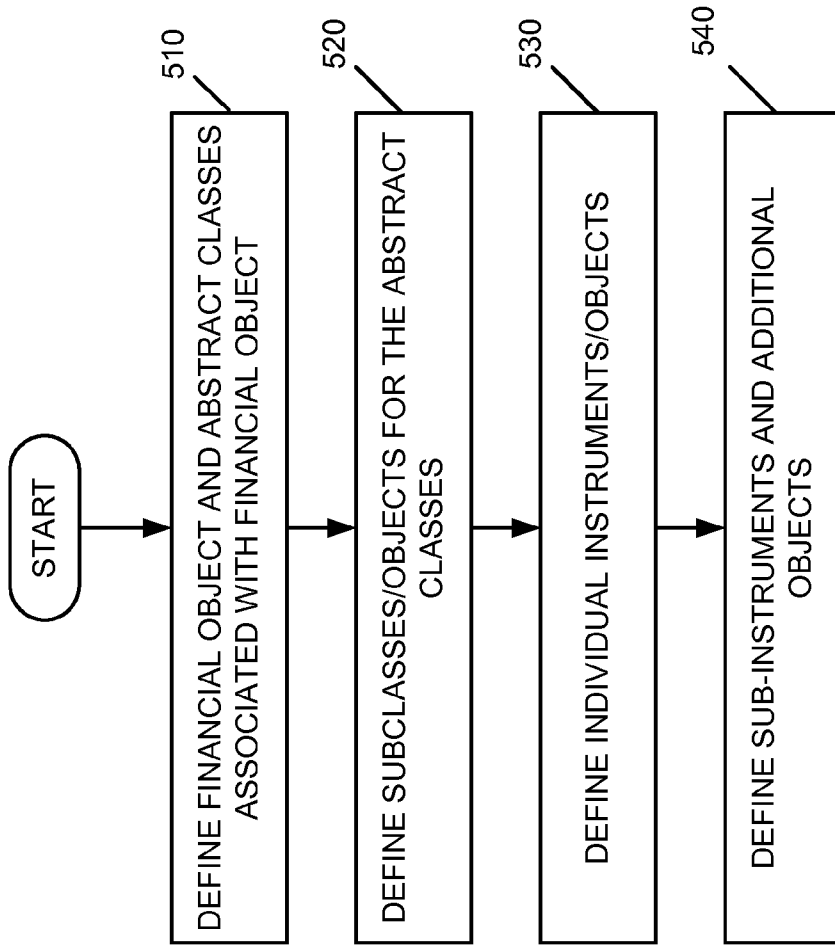 START
DEFINE FINANCIAL OBJECT AND ABSTRACT CLASSES
ASSOCIATED WITH FINANCIAL OBJECT
510
DEFINE SUBCLASSES/OBJECTS FOR THE ABSTRACT
CLASSES
520
DEFINE INDIVIDUAL INSTRUMENTS/OBJECTS
530
DEFINE SUB-INSTRUMENTS AND ADDITIONAL
OBJECTS
540